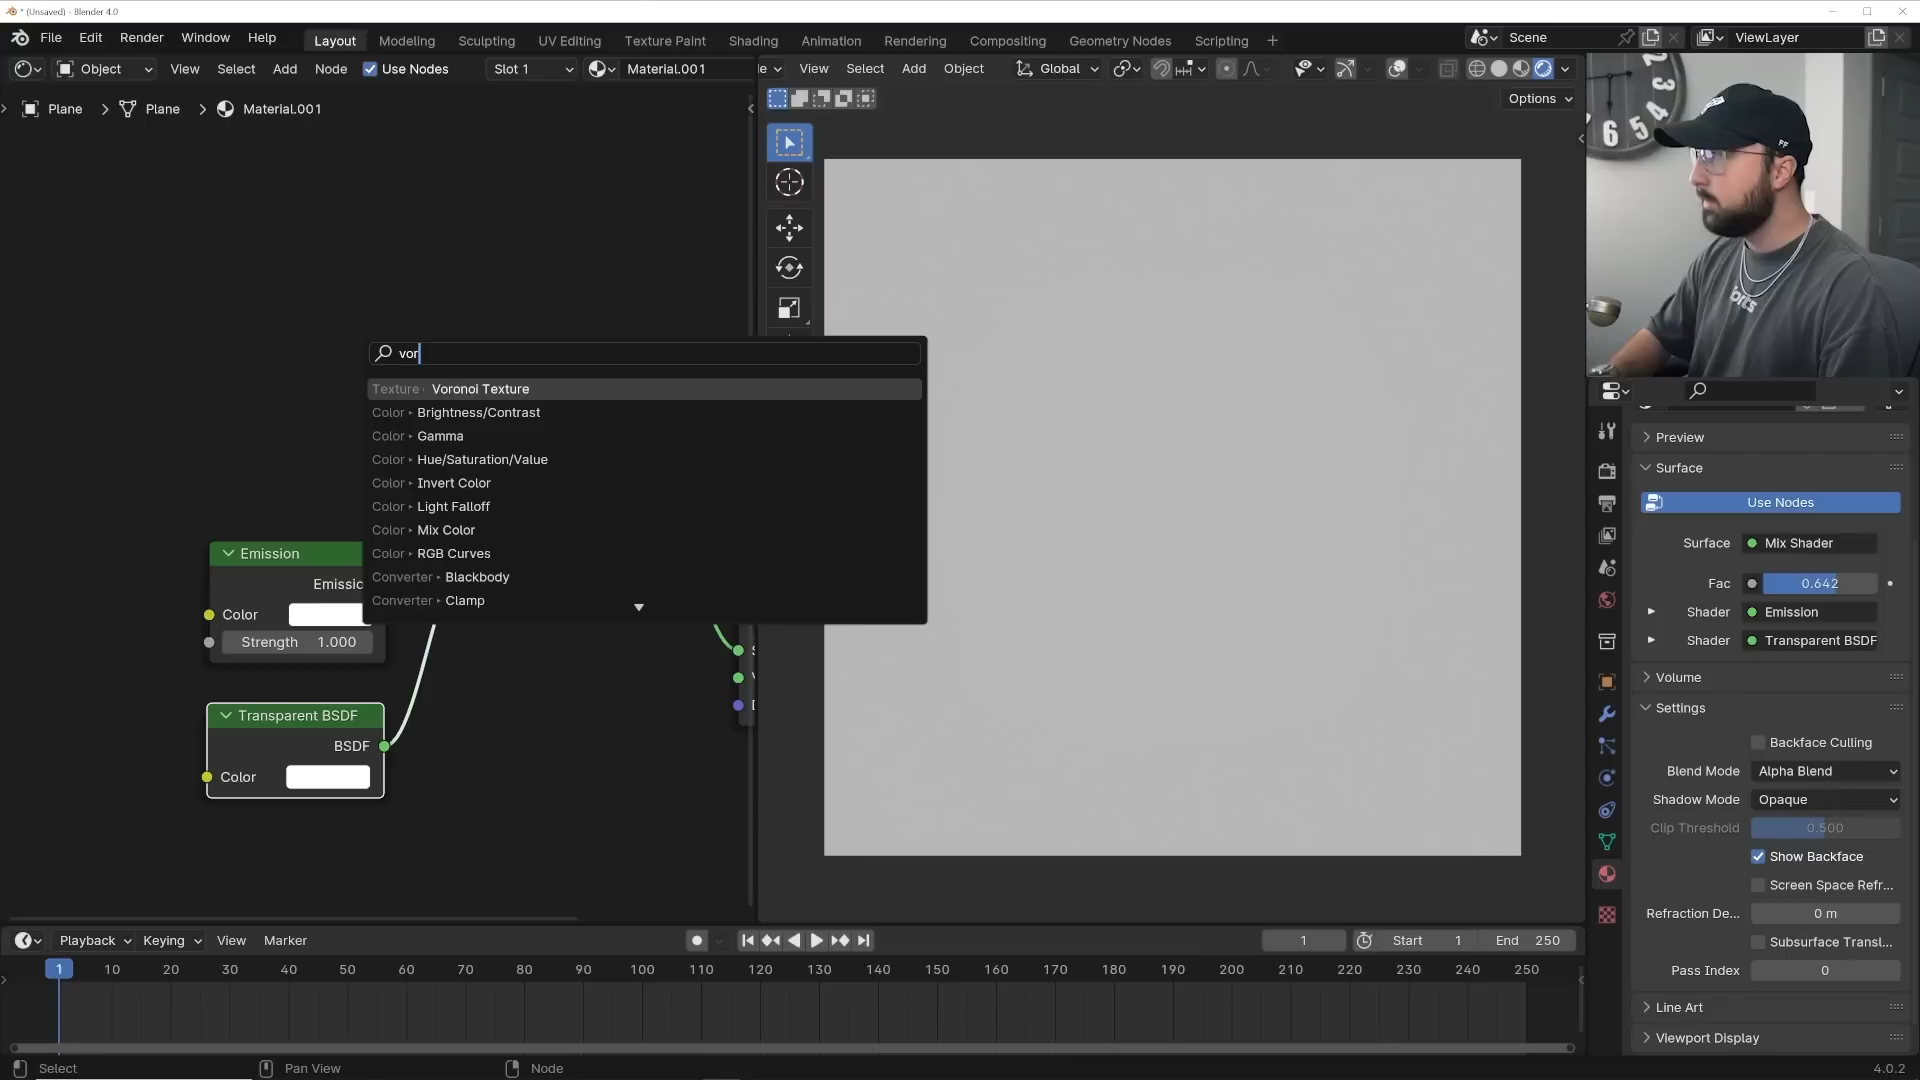 * (Unsaved) - Blender 4.0
File Edit Render Window Help Layout Modeling Sculpting UV Editing Texture Paint Shading Animation Rendering Compositing Geometry Nodes Scripting + Scene ViewLayer
Object View Select Add Node Use Nodes Slot 1 Material.001
View Select Add Object Global
Plane > Plane > Material.001
Options
vor
Texture Voronoi Texture
Color Brightness/Contrast
Color Gamma
Color Hue/Saturation/Value
Color Invert Color
Color Light Falloff
Color Mix Color
Color RGB Curves
Converter Blackbody
Converter Clamp
Emission
Emissio
Color
Strength 1.000
Transparent BSDF
BSDF
Color
6 5 4 3 2
FF
Preview
Surface
Use Nodes
Surface Mix Shader
Fac 0.642
Shader Emission
Shader Transparent BSDF
Volume
Settings
Backface Culling
Blend Mode Alpha Blend
Shadow Mode Opaque
Clip Threshold 0.500
Show Backface
Screen Space Refr...
Refraction De... 0 m
Subsurface Transl...
Pass Index 0
Line Art
Viewport Display
Playback Keying View Marker 1 Start 1 End 250
1 10 20 30 40 50 60 70 80 90 100 110 120 130 140 150 160 170 180 190 200 210 220 230 240 250
Select Pan View Node 4.0.2